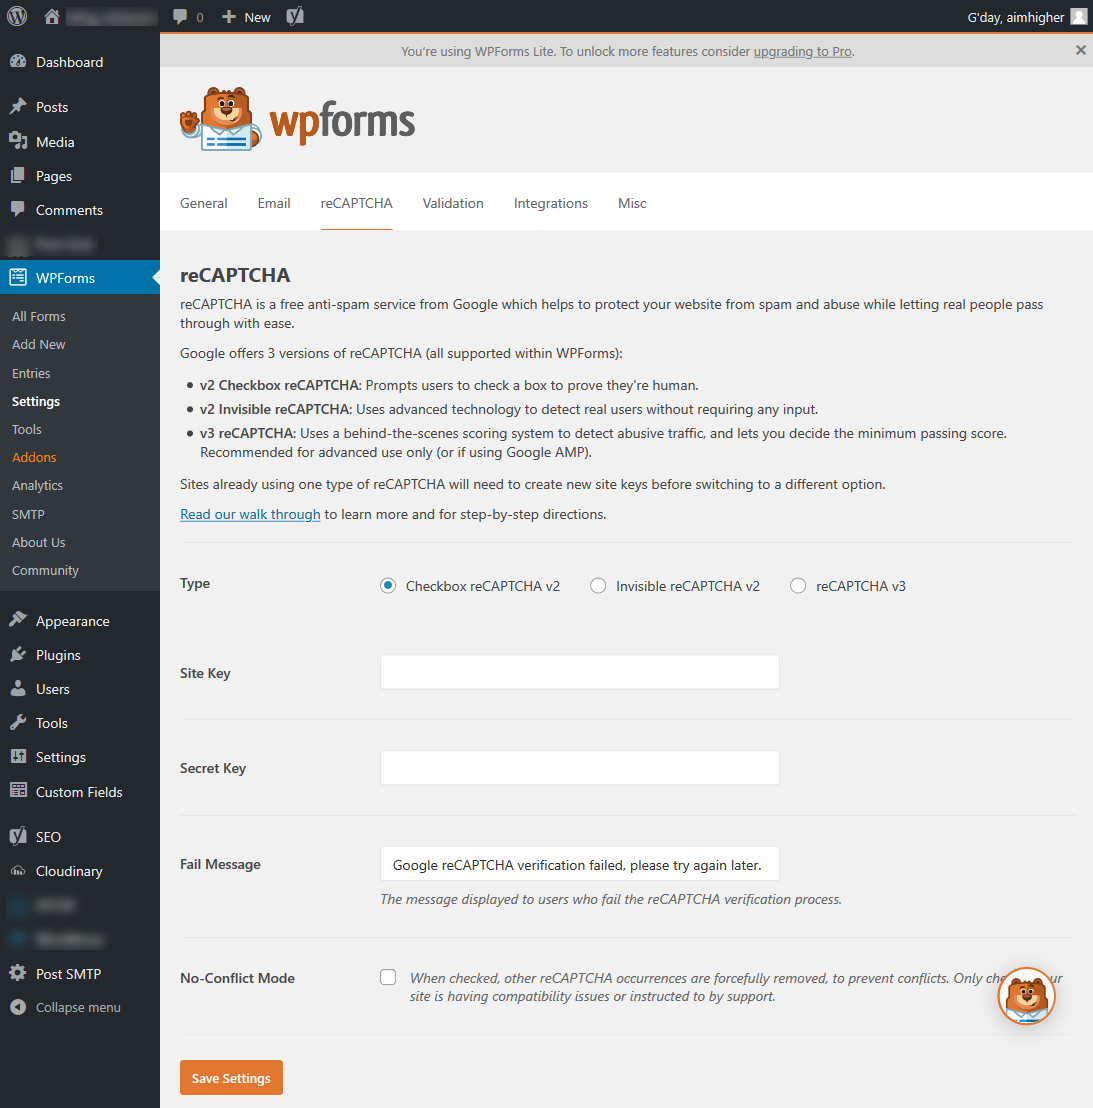 0
New
G'day, aimhigher
Dashboard
Posts
Media
Pages
Comments
WPForms
All Forms
Add New
Entries
Settings
Tools
Addons
Analytics
SMTP
About Us
Community
Appearance
Plugins
Users
Tools
Settings
Custom Fields
SEO
Cloudinary
Post SMTP
Collapse menu
You're using WPForms Lite. To unlock more features consider upgrading to Pro.
wpforms
General
Email
reCAPTCHA
Validation
Integrations
Misc
reCAPTCHA
reCAPTCHA is a free anti-spam service from Google which helps to protect your website from spam and abuse while letting real people pass
through with ease.
Google offers 3 versions of reCAPTCHA (all supported within WPForms):
• v2 Checkbox reCAPTCHA: Prompts users to check a box to prove they're human.
• v2 Invisible reCAPTCHA: Uses advanced technology to detect real users without requiring any input.
• v3 reCAPTCHA: Uses a behind-the-scenes scoring system to detect abusive traffic, and lets you decide the minimum passing score.
Recommended for advanced use only (or if using Google AMP).
Sites already using one type of reCAPTCHA will need to create new site keys before switching to a different option.
Read our walk through to learn more and for step-by-step directions.
Type
Checkbox reCAPTCHA v2
Invisible reCAPTCHA v2
reCAPTCHA v3
Site Key
Secret Key
Fail Message
Google reCAPTCHA verification failed, please try again later.
The message displayed to users who fail the reCAPTCHA verification process.
No-Conflict Mode
When checked, other reCAPTCHA occurrences are forcefully removed, to prevent conflicts. Only
site is having compatibility issues or instructed to by support.
Save Settings